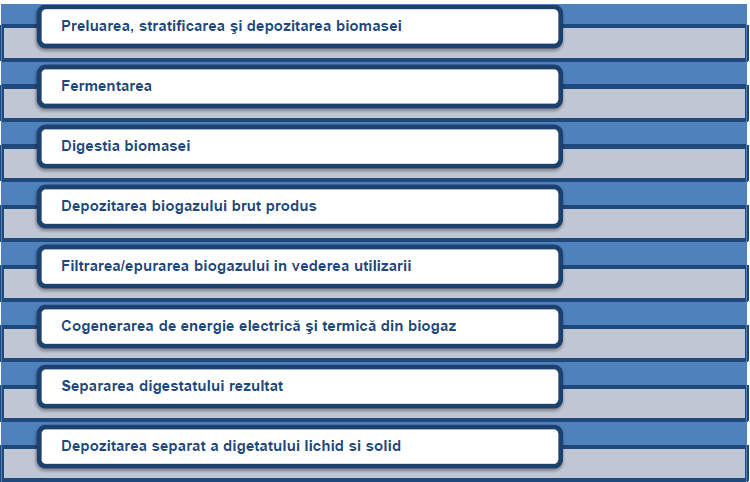 Preluarea, stratificarea şi depozitarea biomasei
Fermentarea
Digestia biomasei
Depozitarea biogazului brut produs
Filtrarea/epurarea biogazului in vederea utilizarii
Cogenerarea de energie electrică şi termică din biogaz
Separarea digestatului rezultat
Depozitarea separat a digetatului lichid si solid